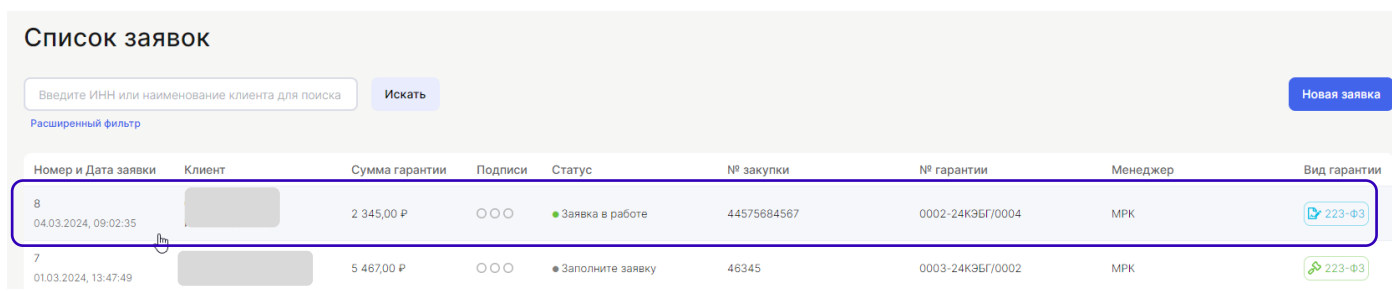 Список заявок
Введите ИНН или наименование клиента для поиска Искать Новая заявка
Расширенный фильтр
Номер и Дата заявки Клиент Сумма гарантии Подписи Статус № закупки № гарантии Менеджер Вид гарантии
8
04.03.2024, 09:02:35 2 345,00 ₽ Заявка в работе 44575684567 0002-24КЭБГ/0004 МРК 223-ФЗ
7
01.03.2024, 13:47:49 5 467,00 ₽ Заполните заявку 46345 0003-24КЭБГ/0002 МРК 223-ФЗ